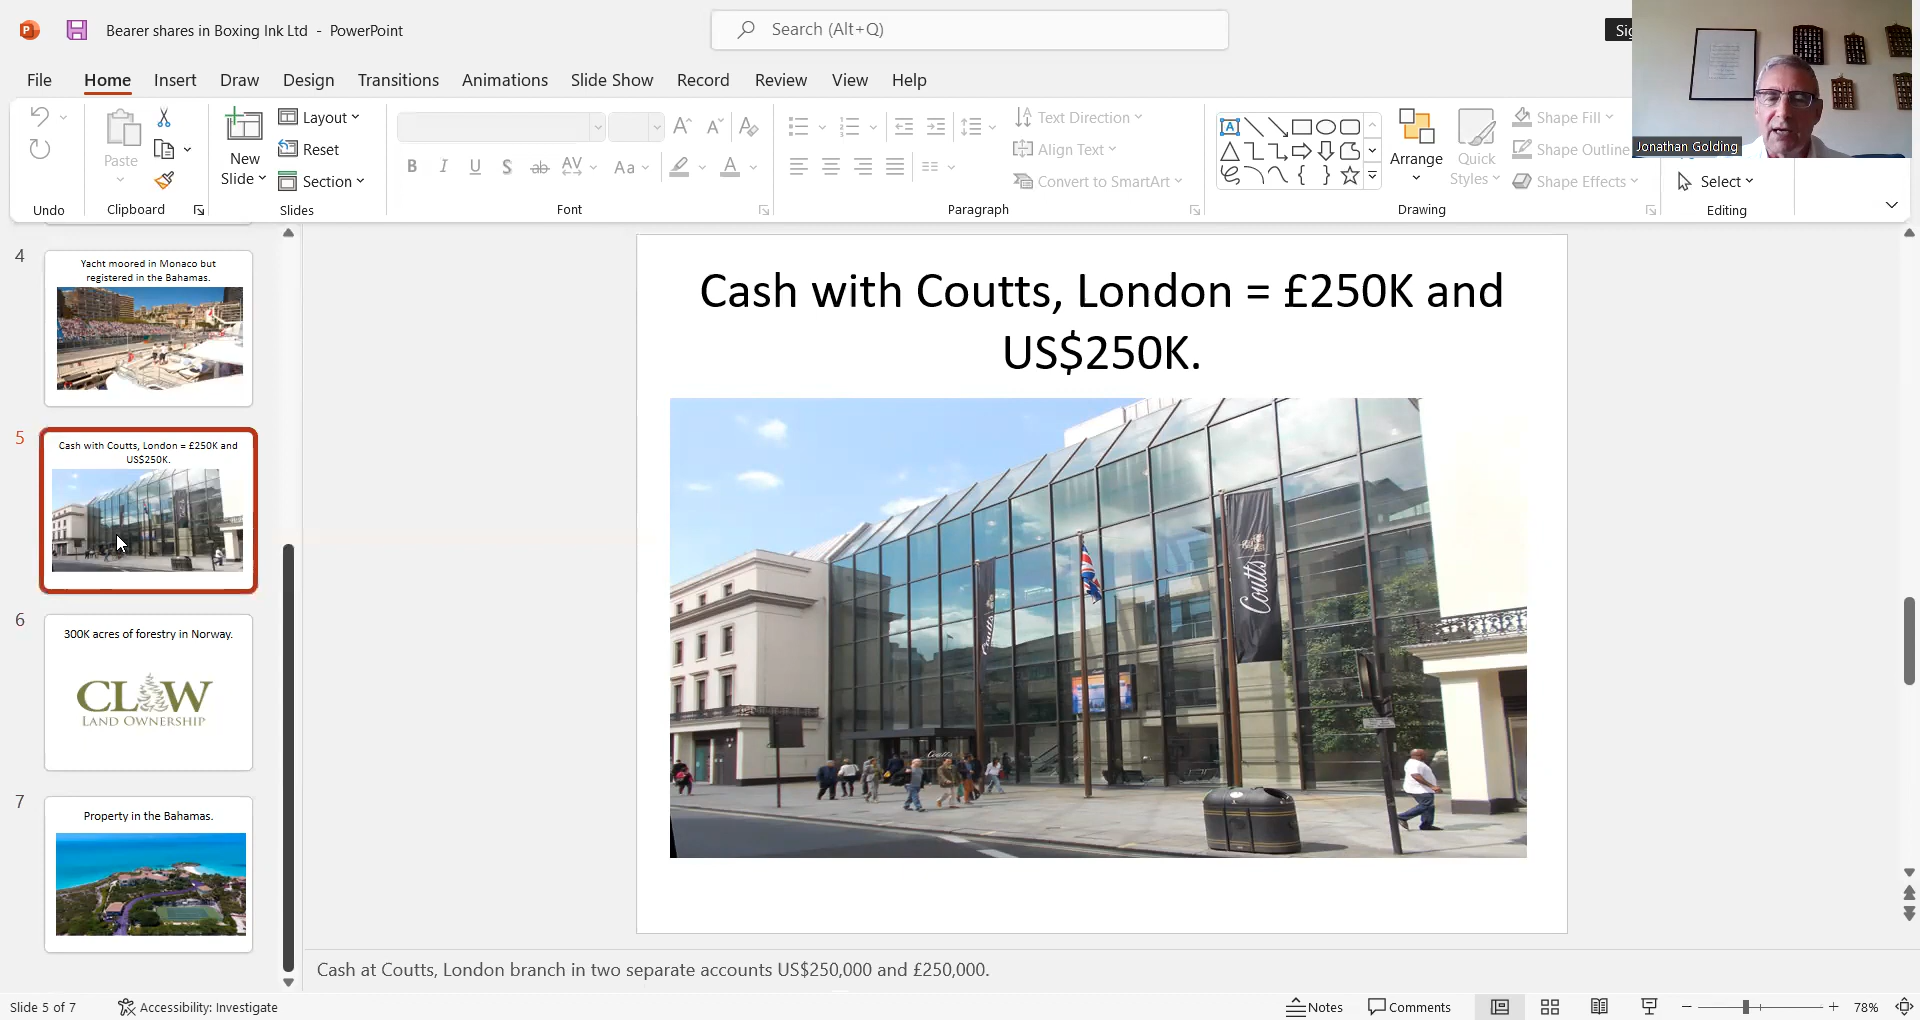 Bearer shares in Boxing Ink Ltd - PowerPoint
Search (Alt+Q)
File Home Insert Draw Design Transitions Animations Slide Show Record Review View Help
Jonathan Golding
Undo
Paste
Clipboard
New
Slide
Layout
Reset
Section
Slides
Font
Text Direction
Align Text
Convert to SmartArt
Paragraph
Arrange
Quick
Styles
Shape Fill
Shape Outline
Shape Effects
Drawing
Select
Editing
4
Yacht moored in Monaco but
registered in the Bahamas.
5
Cash with Coutts, London = £250K and
US$250K.
6
300K acres of forestry in Norway.
CLAW
LAND OWNERSHIP
7
Property in the Bahamas.
Cash with Coutts, London = £250K and
US$250K.
Coutts
Coutts
Coutts
Cash at Coutts, London branch in two separate accounts US$250,000 and £250,000.
Slide 5 of 7
Accessibility: Investigate
Notes
Comments
78%